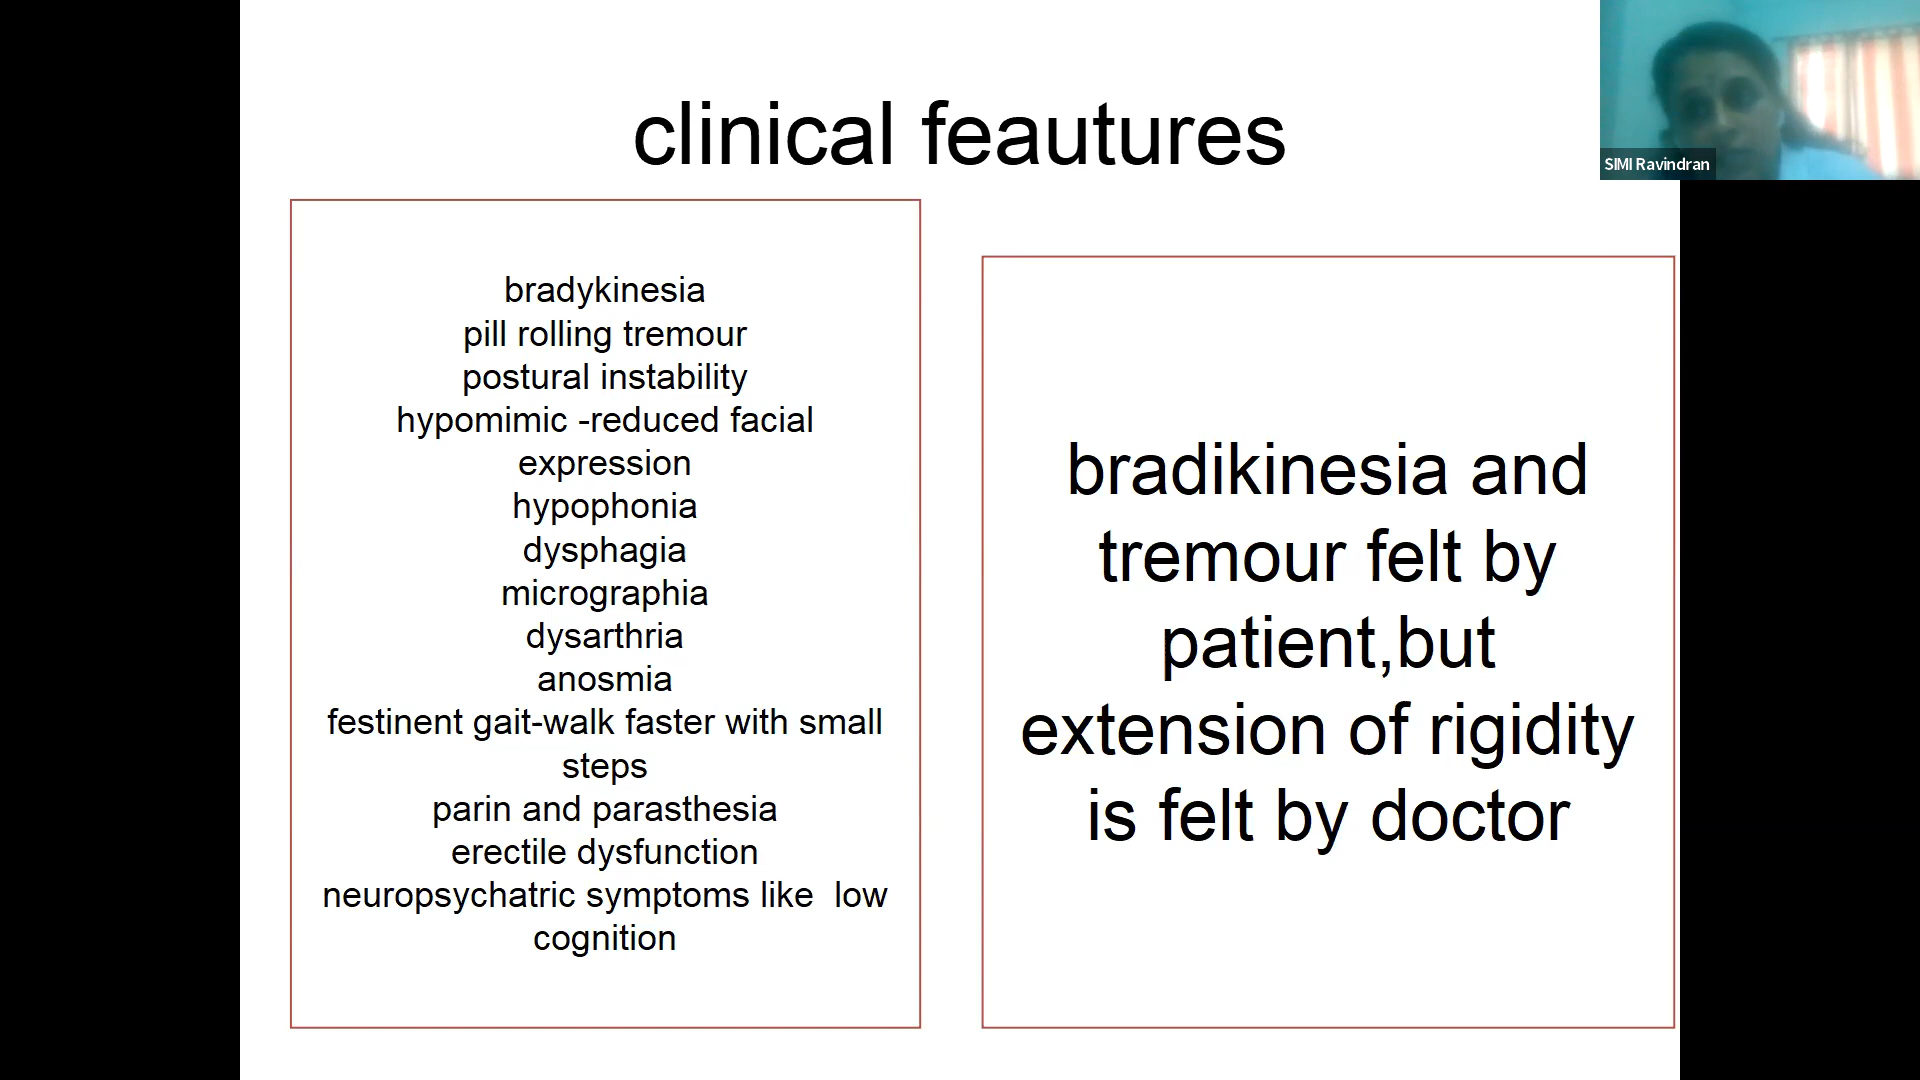 clinical feautures
SIMI Ravindran
bradykinesia
pill rolling tremour
postural instability
hypomimic -reduced facial
expression
hypophonia
dysphagia
micrographia
dysarthria
anosmia
festinent gait-walk faster with small
steps
parin and parasthesia
erectile dysfunction
neuropsychatric symptoms like  low
cognition
bradikinesia and
tremour felt by
patient,but
extension of rigidity
is felt by doctor